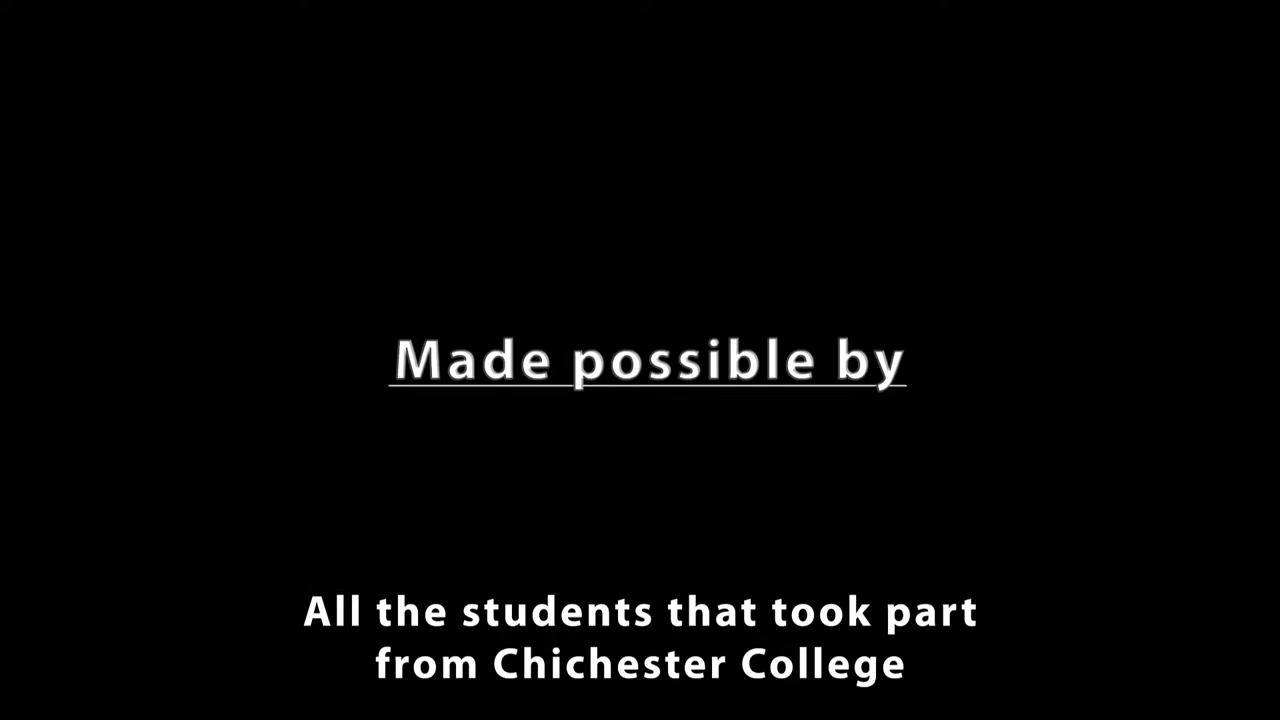 Made possible by
All the students that took part
from Chichester College